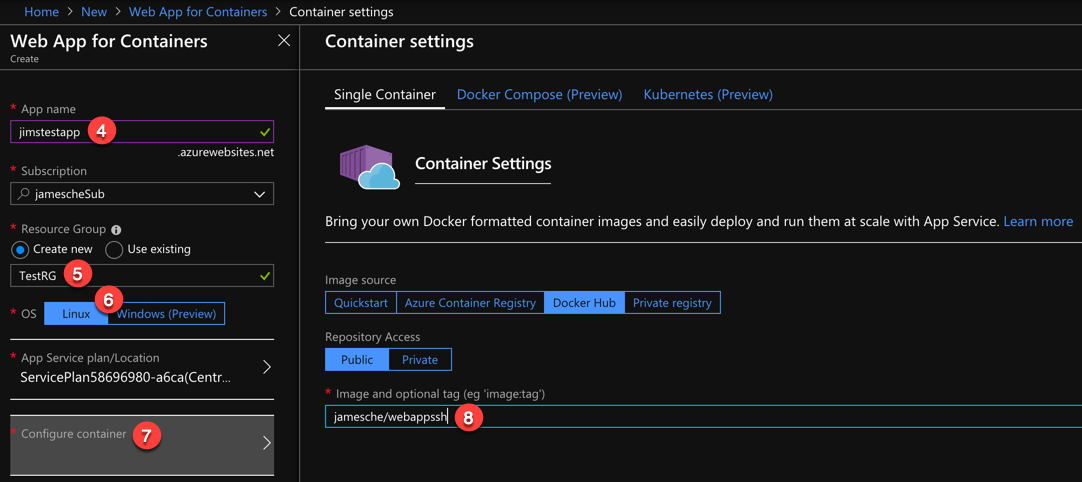 Home > New > Web App for Containers > Container settings
Web App for Containers
Create
* App name
jimstestapp 4
.azurewebsites.net
* Subscription
jamescheSub
* Resource Group
Create new Use existing
TestRG 5
6
* OS Linux Windows (Preview)
* App Service plan/Location
ServicePlan58696980-a6ca(Centr...
* Configure container 7
Container settings
Single Container Docker Compose (Preview) Kubernetes (Preview)
Container Settings
Bring your own Docker formatted container images and easily deploy and run them at scale with App Service. Learn more
Image source
Quickstart Azure Container Registry Docker Hub Private registry
Repository Access
Public Private
* Image and optional tag (eg 'image:tag')
jamesche/webappssh 8